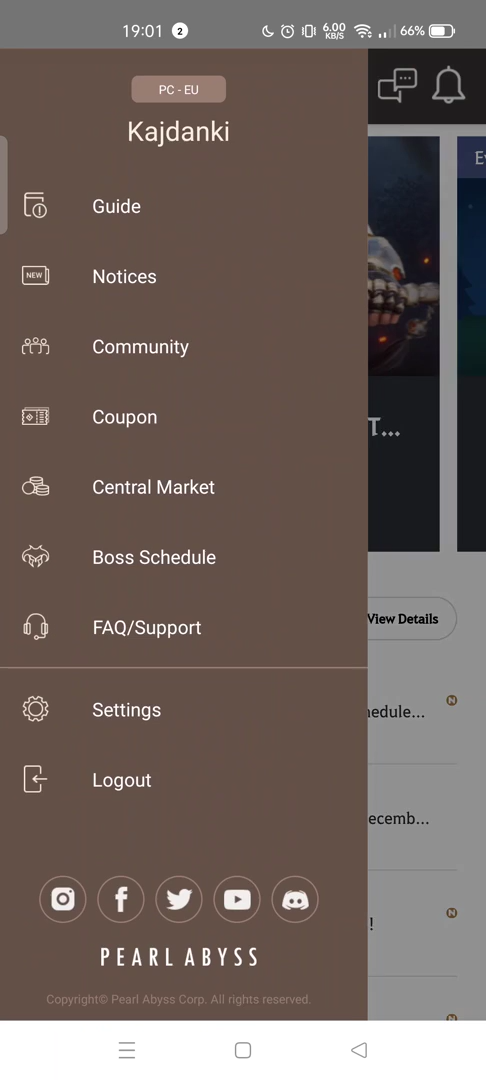 19:01 2 6.00 KB/S 66%
PC - EU
Kajdanki
Guide
NEW Notices
Community
T...
Coupon
Central Market
Boss Schedule
View Details
FAQ/Support
Settings
hedule...
Logout
ecemb...
!
PEARL ABYSS
Copyright© Pearl Abyss Corp. All rights reserved.